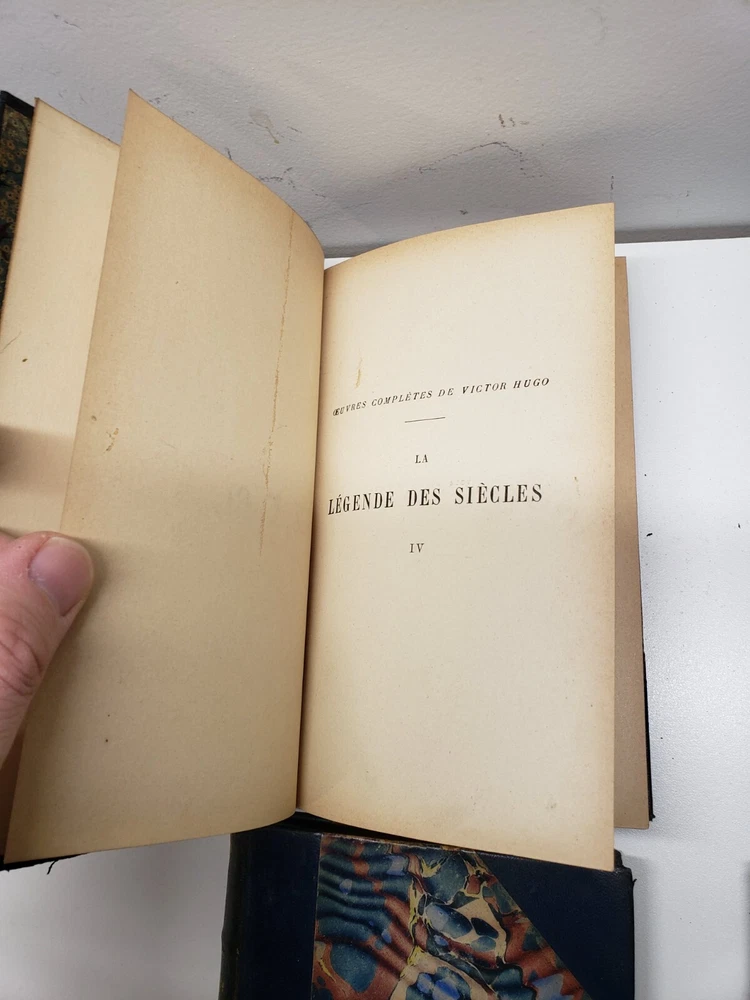 ŒUVRES COMPLÈTES DE VICTOR HUGO
LA
LÉGENDE DES SIÈCLES
IV